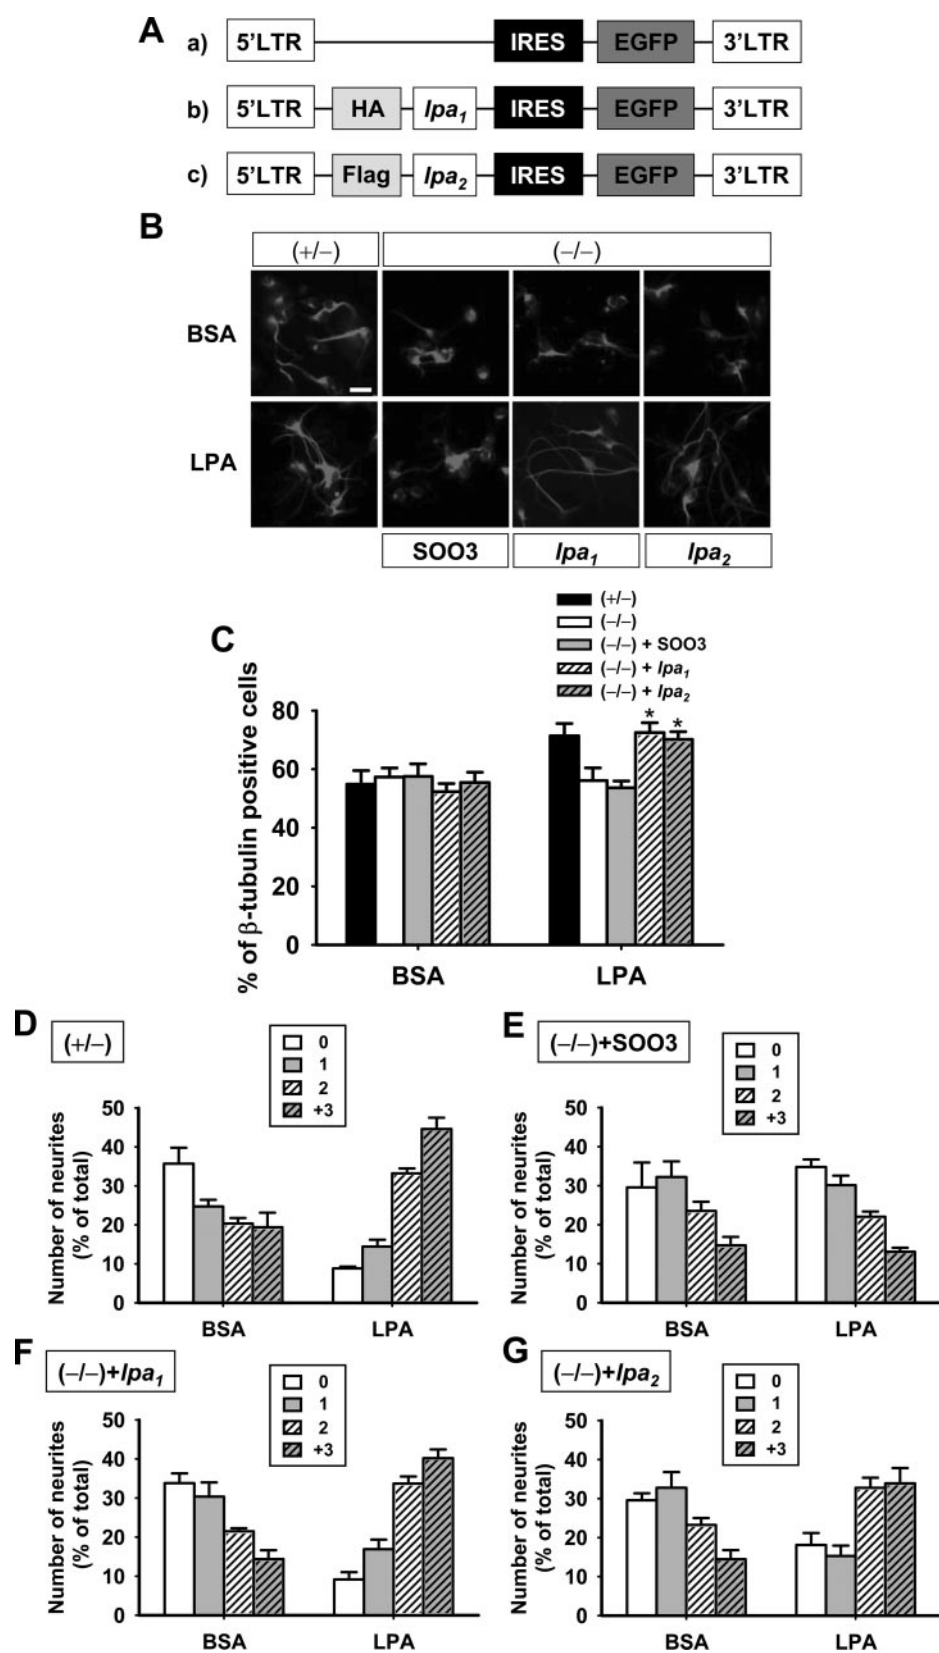 A
a) 5’LTR IRES EGFP 3’LTR
b) 5’LTR HA lpa1 IRES EGFP 3’LTR
c) 5’LTR Flag lpa2 IRES EGFP 3’LTR
B
(+/−) (−/−)
BSA
LPA
SOO3 lpa1 lpa2
C
(+/−)
(−/−)
(−/−) + SOO3
(−/−) + lpa1
(−/−) + lpa2
% of β-tubulin positive cells
80
60
40
20
0
* *
BSA LPA
D
(+/−)
0
1
2
+3
Number of neurites
(% of total)
50
40
30
20
10
0
BSA LPA
E
(−/−)+SOO3
0
1
2
+3
Number of neurites
(% of total)
50
40
30
20
10
0
BSA LPA
F
(−/−)+lpa1
0
1
2
+3
Number of neurites
(% of total)
50
40
30
20
10
0
BSA LPA
G
(−/−)+lpa2
0
1
2
+3
Number of neurites
(% of total)
50
40
30
20
10
0
BSA LPA